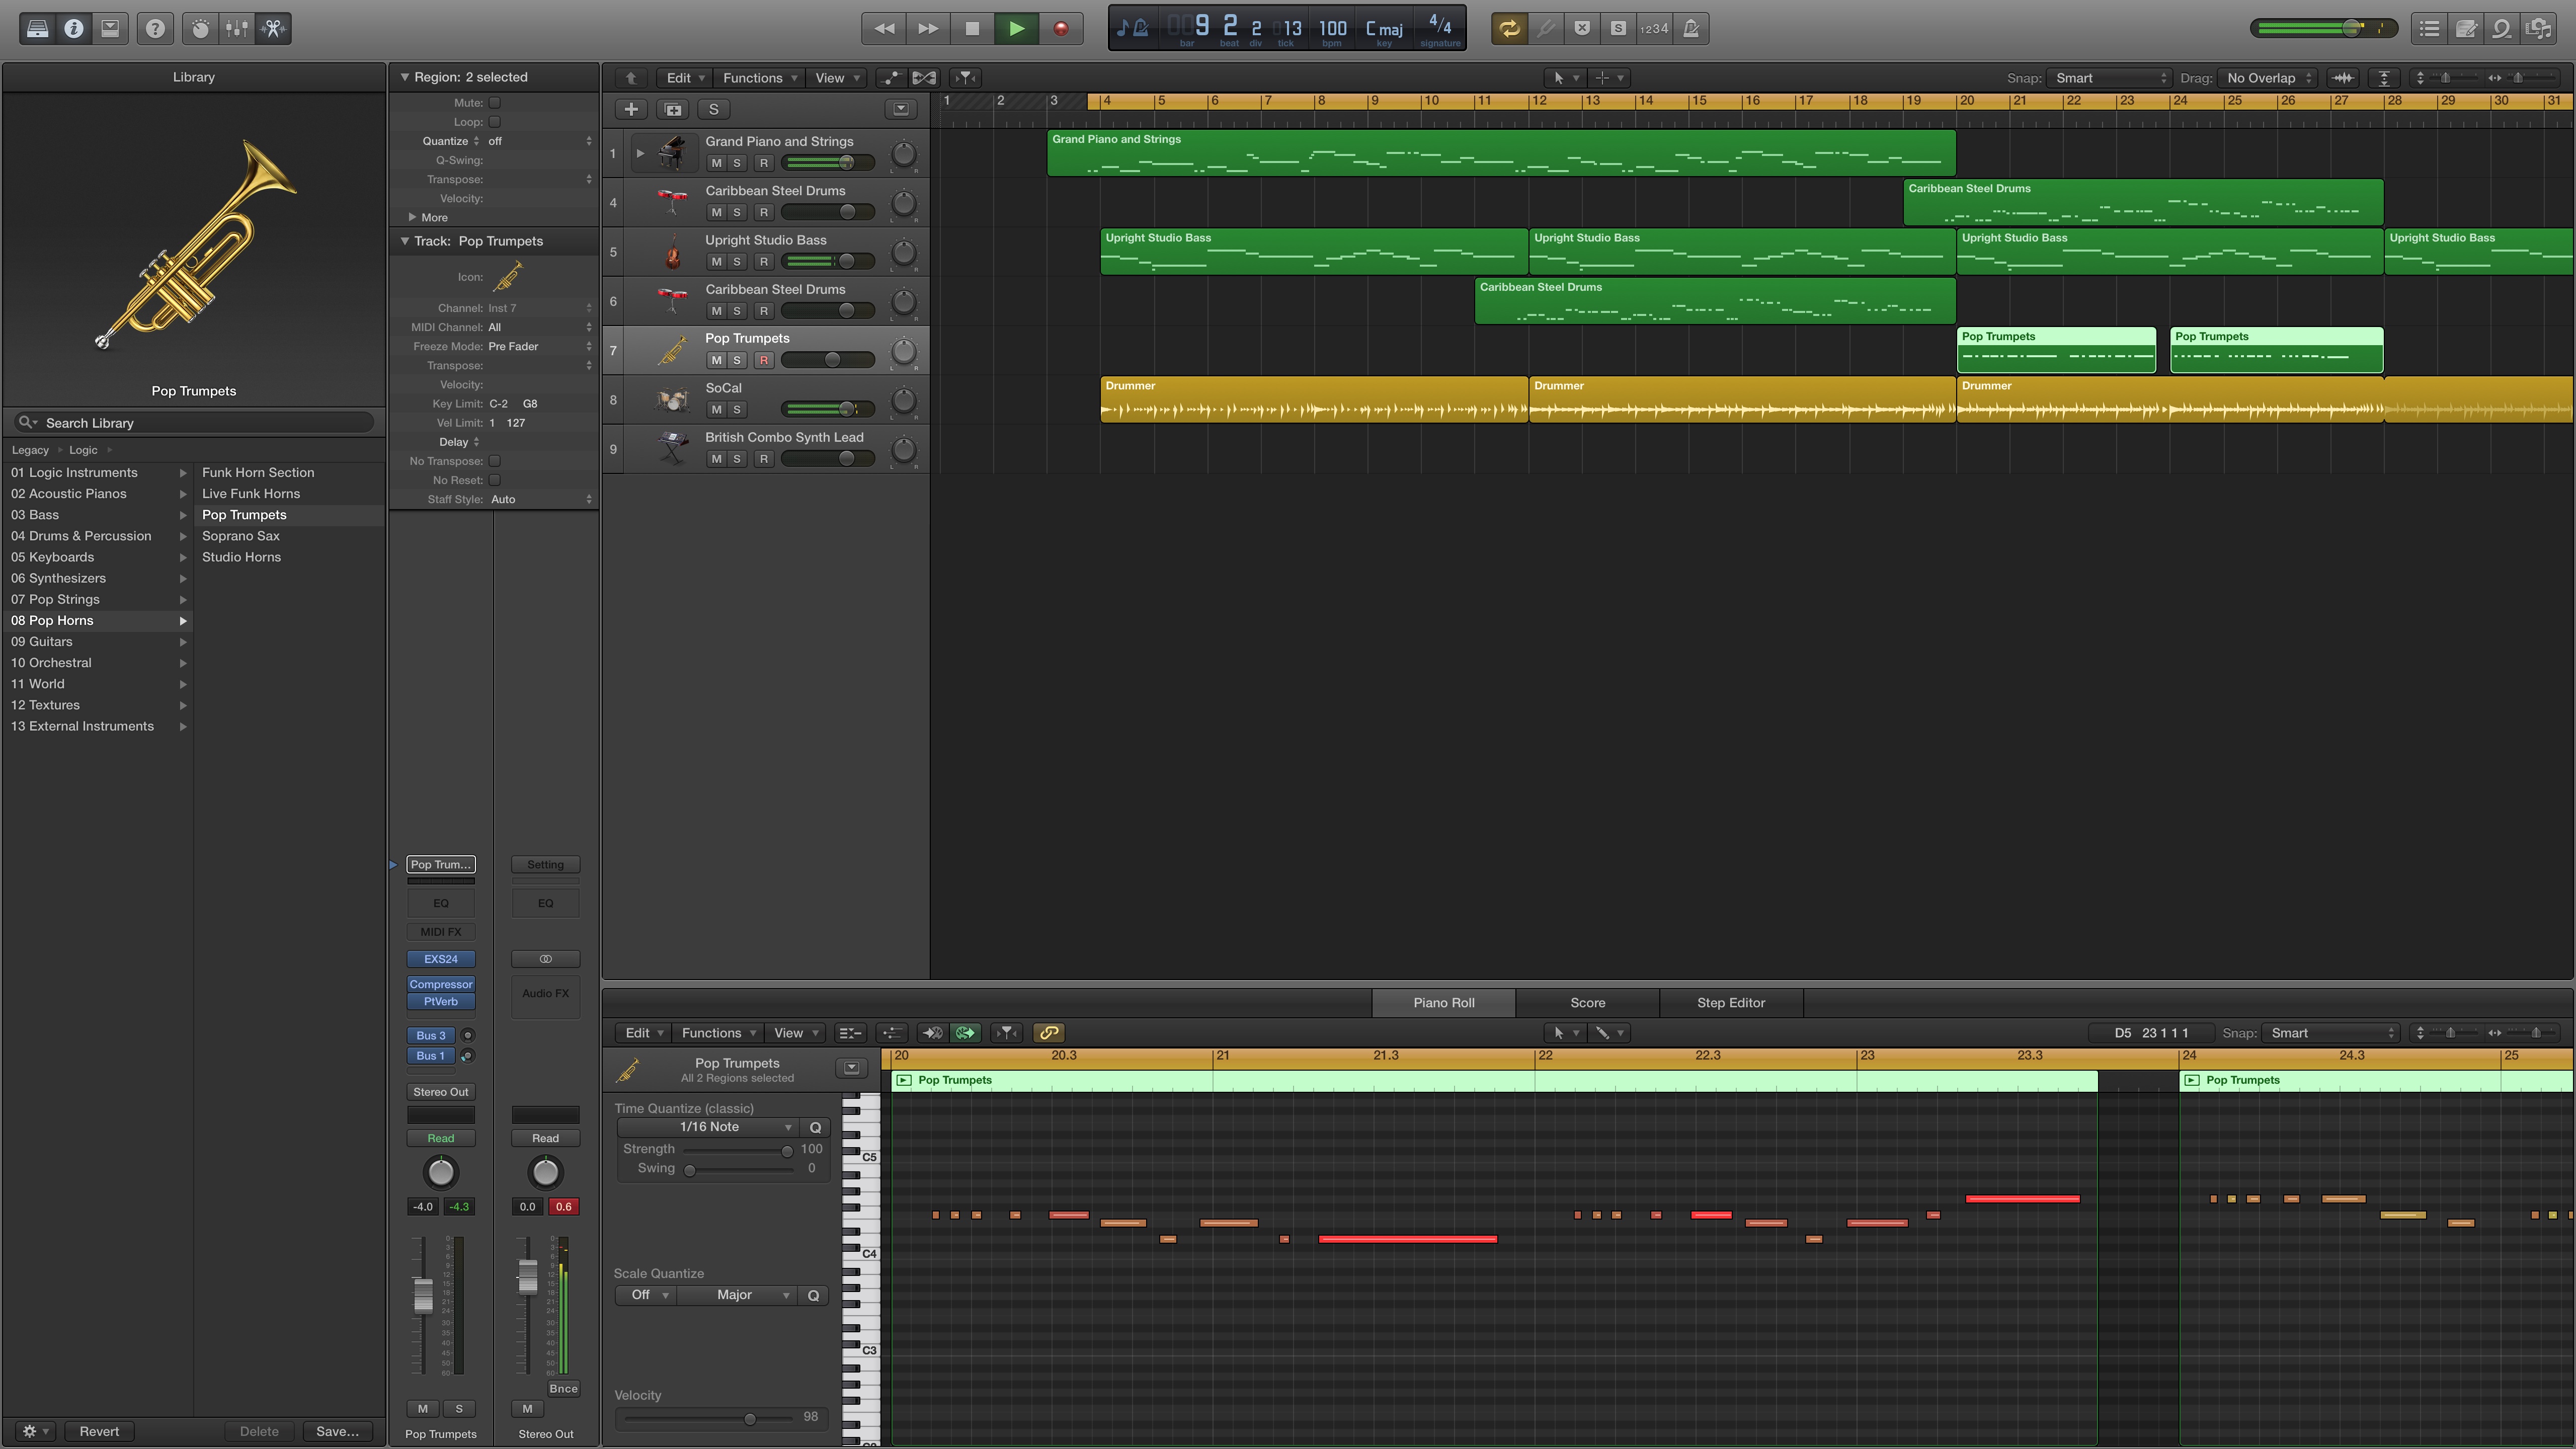 009 2 2 013 100 C maj 4/4
bar beat div tick bpm key signature
S 1234
Library
Pop Trumpets
Search Library
Legacy Logic
01 Logic Instruments
02 Acoustic Pianos
03 Bass
04 Drums & Percussion
05 Keyboards
06 Synthesizers
07 Pop Strings
08 Pop Horns
09 Guitars
10 Orchestral
11 World
12 Textures
13 External Instruments
Funk Horn Section
Live Funk Horns
Pop Trumpets
Soprano Sax
Studio Horns
Revert Delete Save...
Region: 2 selected
Mute:
Loop:
Quantize off
Q-Swing:
Transpose:
Velocity:
More
Track: Pop Trumpets
Icon:
Channel: Inst 7
MIDI Channel: All
Freeze Mode: Pre Fader
Transpose:
Velocity:
Key Limit: C-2 G8
Vel Limit: 1 127
Delay
No Transpose:
No Reset:
Staff Style: Auto
Pop Trum... Setting
EQ EQ
MIDI FX
EXS24
Compressor
PtVerb
Audio FX
Bus 3
Bus 1
Stereo Out
Read Read
-4.0 -4.3 0.0 0.6
Bnce
M S M
Pop Trumpets Stereo Out
Edit Functions View
Snap: Smart Drag: No Overlap
S
1 2 3 4 5 6 7 8 9 10 11 12 13 14 15 16 17 18 19 20 21 22 23 24 25 26 27 28 29 30 31
1 Grand Piano and Strings
M S R
Grand Piano and Strings
4 Caribbean Steel Drums
M S R
Caribbean Steel Drums
5 Upright Studio Bass
M S R
Upright Studio Bass Upright Studio Bass Upright Studio Bass Upright Studio Bass
6 Caribbean Steel Drums
M S R
Caribbean Steel Drums
7 Pop Trumpets
M S R
Pop Trumpets Pop Trumpets
8 SoCal
M S
Drummer Drummer Drummer
9 British Combo Synth Lead
M S R
Piano Roll Score Step Editor
Edit Functions View
D5 23 1 1 1 Snap: Smart
Pop Trumpets
All 2 Regions selected
20 20.3 21 21.3 22 22.3 23 23.3 24 24.3 25
Pop Trumpets Pop Trumpets
Time Quantize (classic)
1/16 Note Q
Strength 100
Swing 0
Scale Quantize
Off Major Q
Velocity
98
C5
C4
C3